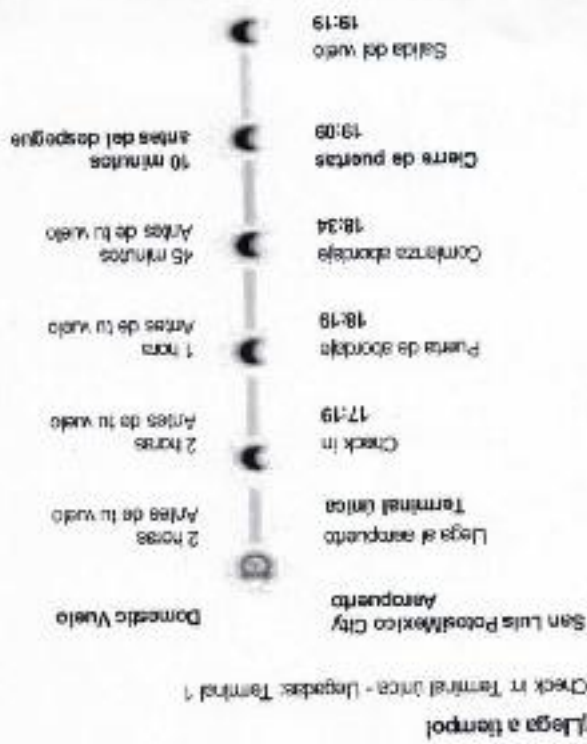 ¡Llega a tiempo!
Check in: Terminal única - Llegadas: Terminal 1
San Luis PotosMexico City Domestic Vuelo
Aeropuerto
Llega al aeropuerto 2 horas
Terminal única Antes de tu vuelo
Check in 2 horas
17:19 Antes de tu vuelo
Puerta de abordaje 1 hora
18:19 Antes de tu vuelo
Comienza abordaje 45 minutos
18:34 Antes de tu vuelo
Cierre de puertas 10 minutos
19:09 antes del despegue
Salida del vuelo
19:19